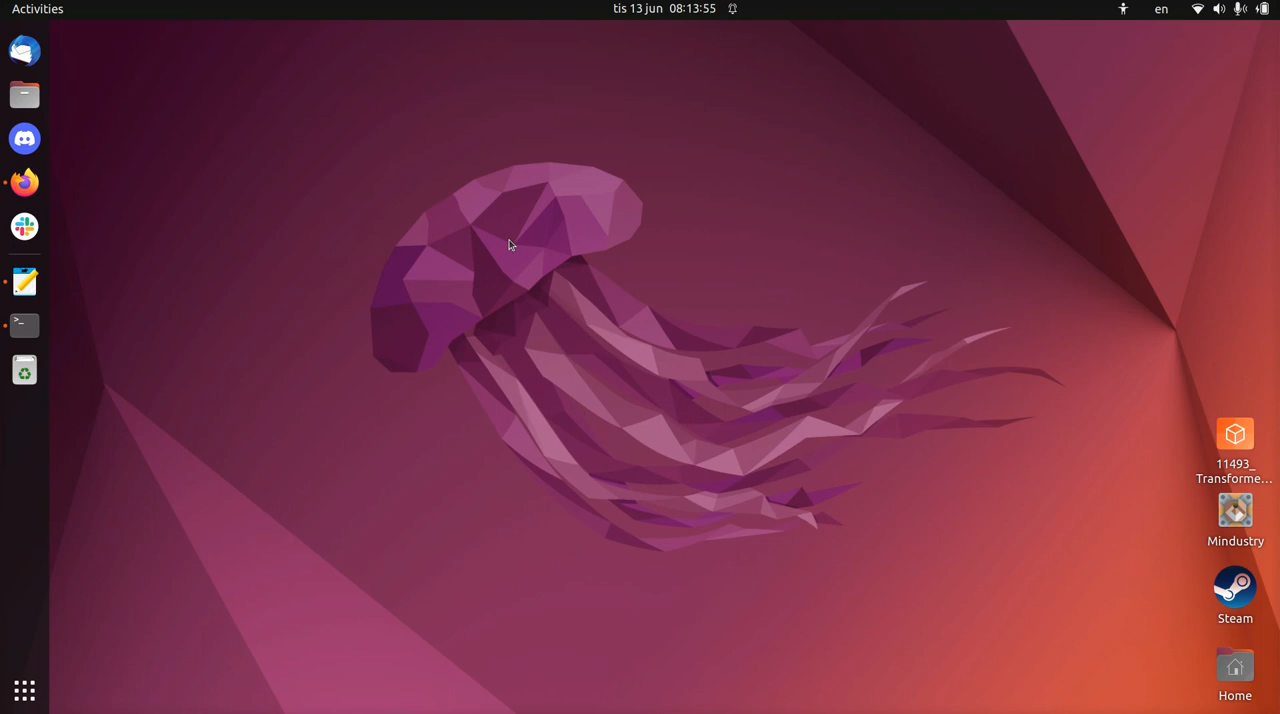 Activities
tis 13 jun 08:13:55
en
11493_
Transforme...
Mindustry
Steam
Home